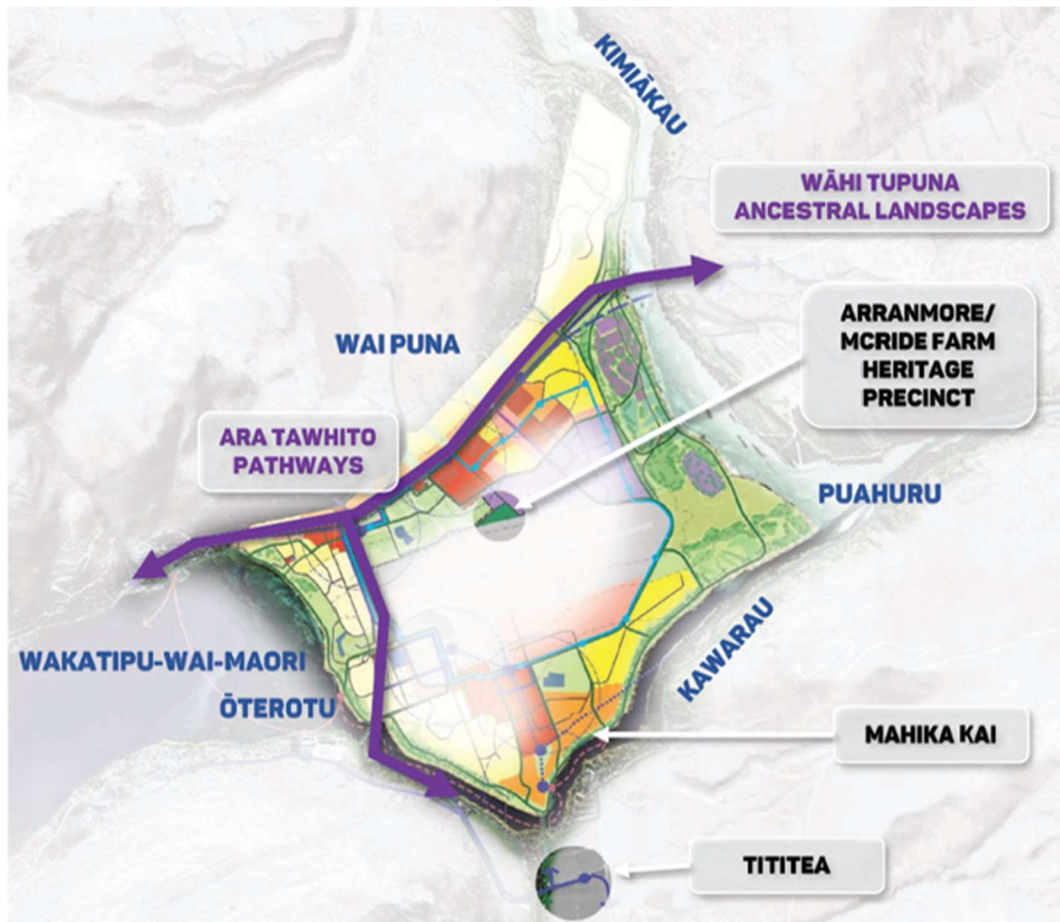 KIMIĀKAU
WĀHI TUPUNA
ANCESTRAL LANDSCAPES
ARRANMORE/
MCRIDE FARM
HERITAGE
PRECINCT
WAI PUNA
ARA TAWHITO
PATHWAYS
PUAHURU
WAKATIPU-WAI-MAORI
ŌTEROTU
KAWARAU
MAHIKA KAI
TITITEA